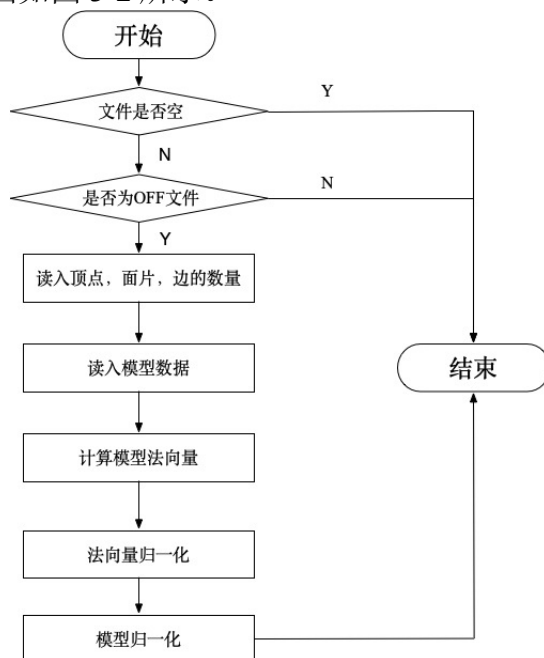 开始
文件是否空
Y
N
是否为OFF文件
N
Y
读入顶点，面片，边的数量
读入模型数据
结束
计算模型法向量
法向量归一化
模型归一化